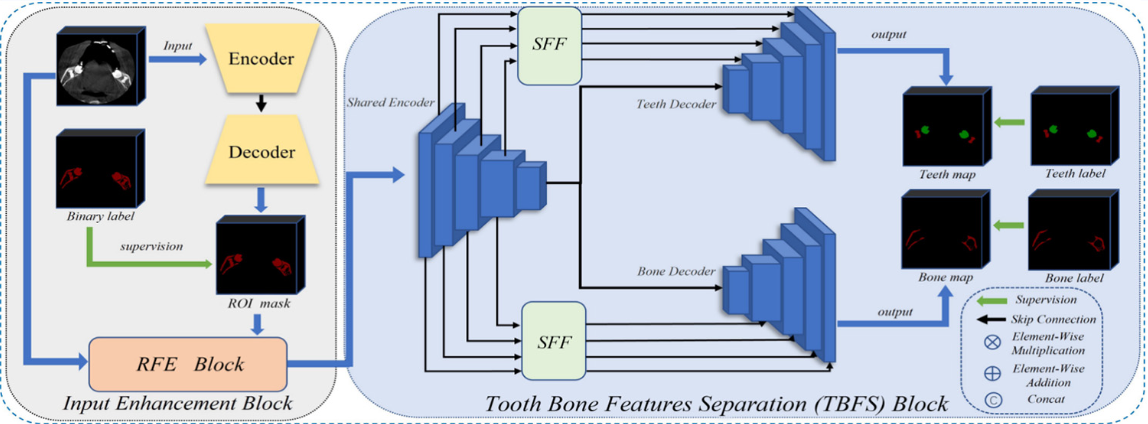 Input
Encoder
Decoder
Binary label
supervision
ROI mask
RFE Block
Input Enhancement Block
Shared Encoder
SFF
Teeth Decoder
output
Teeth map
Teeth label
Bone Decoder
SFF
output
Bone map
Bone label
Supervision
Skip Connection
Element-Wise
Multiplication
Element-Wise
Addition
C
Concat
Tooth Bone Features Separation (TBFS) Block